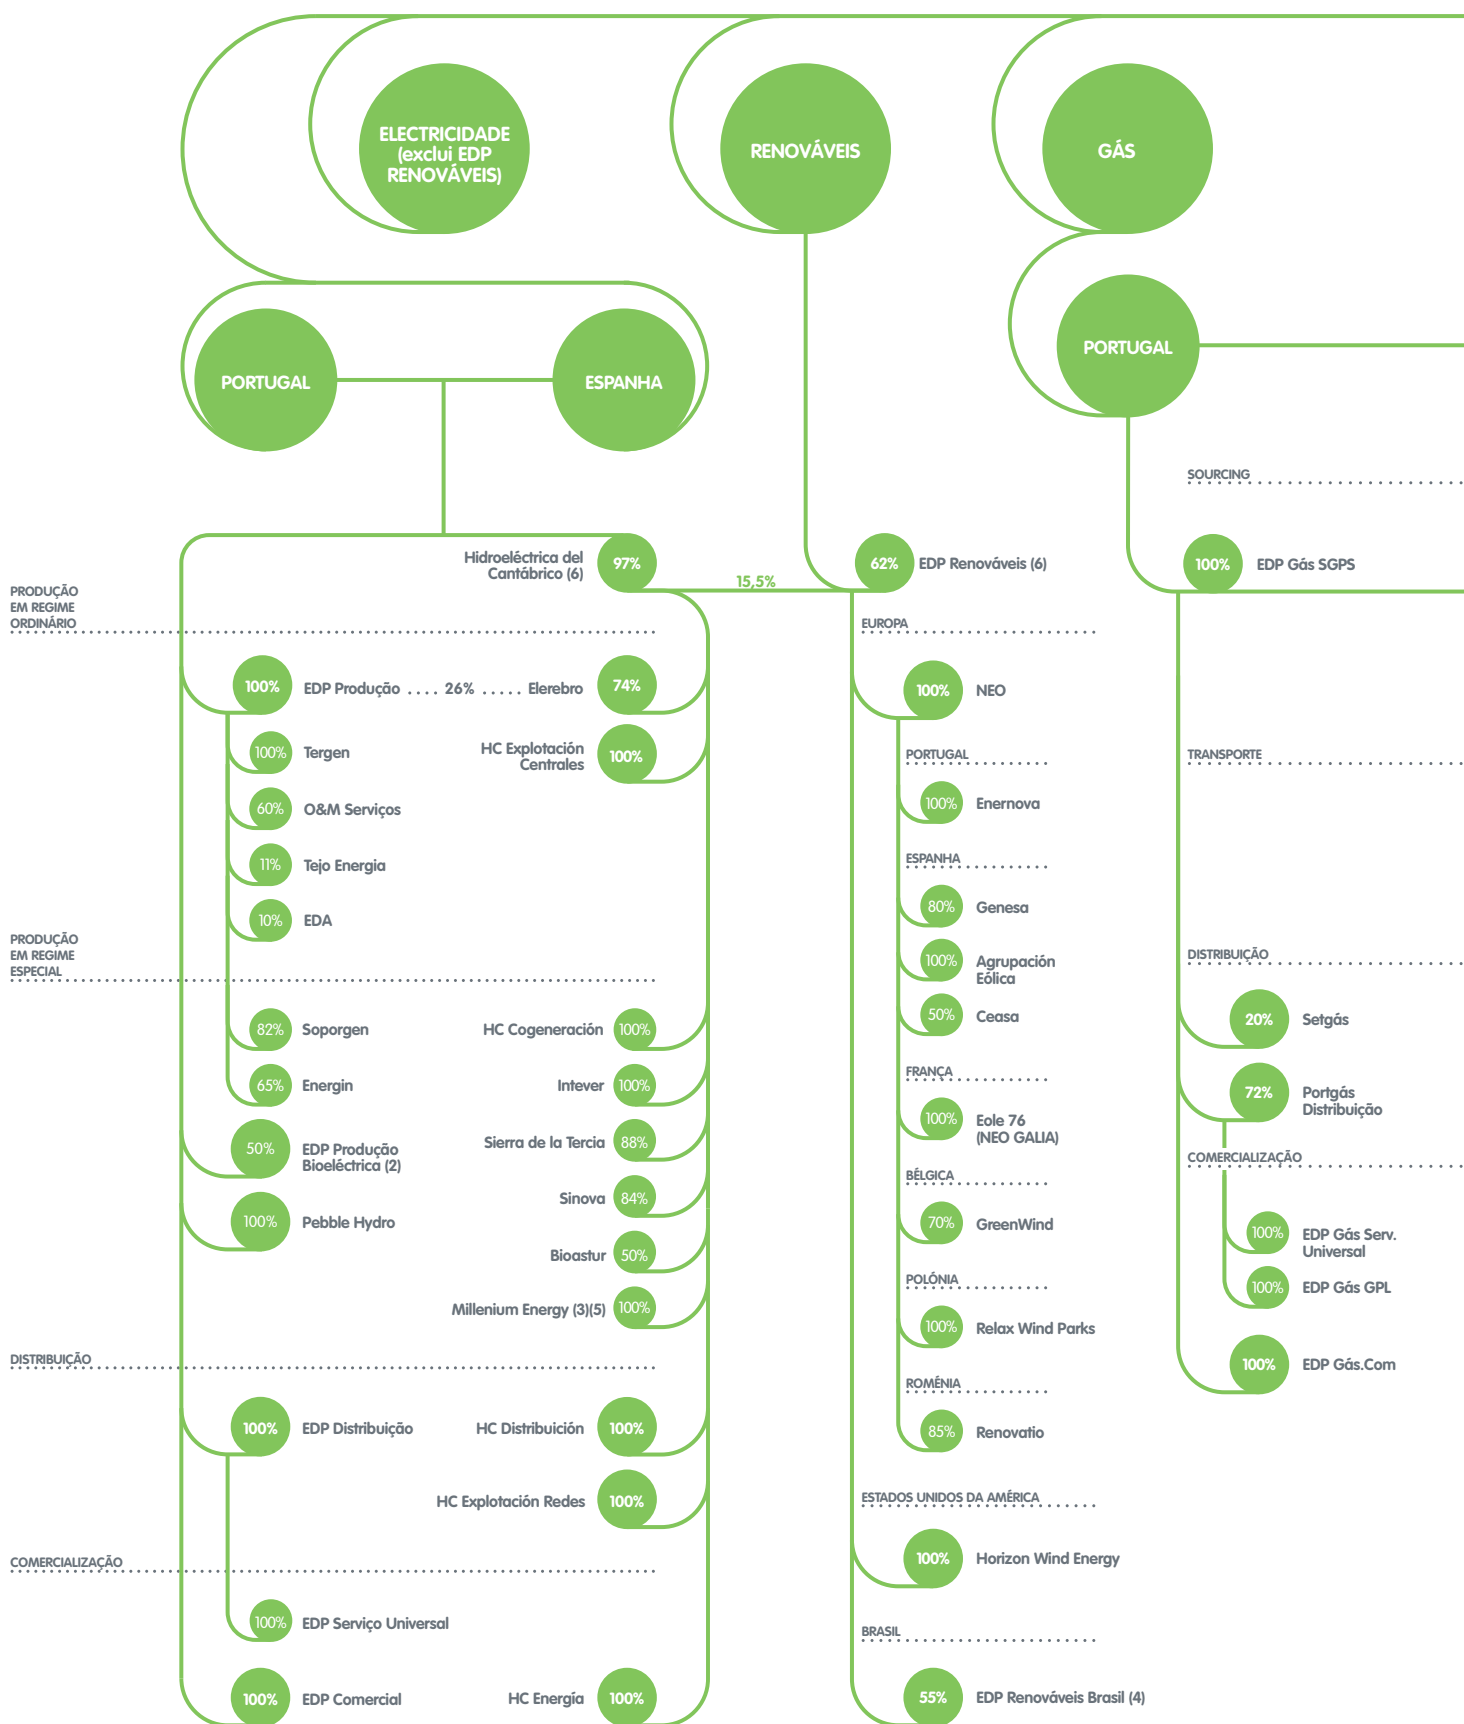 ELECTRICIDADE
(exclui EDP
RENOVÁVEIS)
RENOVÁVEIS
GÁS
PORTUGAL
ESPANHA
PORTUGAL
SOURCING
Hidroeléctrica del
Cantábrico (6)
97%
15,5%
62%
EDP Renováveis (6)
100%
EDP Gás SGPS
PRODUÇÃO
EM REGIME
ORDINÁRIO
EUROPA
100%
EDP Produção .... 26% ..... Elerebro
74%
100%
NEO
100%
Tergen
HC Explotación
Centrales
100%
PORTUGAL
TRANSPORTE
60%
O&M Serviços
100%
Enernova
11%
Tejo Energia
ESPANHA
10%
EDA
80%
Genesa
PRODUÇÃO
EM REGIME
ESPECIAL
100%
Agrupación
Eólica
DISTRIBUIÇÃO
82%
Soporgen
HC Cogeneración
100%
50%
Ceasa
20%
Setgás
65%
Energin
Intever
100%
FRANÇA
72%
Portgás
Distribuição
50%
EDP Produção
Bioeléctrica (2)
Sierra de la Tercia
88%
100%
Eole 76
(NEO GALIA)
COMERCIALIZAÇÃO
BÉLGICA
100%
Pebble Hydro
Sinova
84%
70%
GreenWind
100%
EDP Gás Serv.
Universal
Bioastur
50%
POLÓNIA
100%
EDP Gás GPL
Millenium Energy (3)(5)
100%
100%
Relax Wind Parks
DISTRIBUIÇÃO
100%
EDP Gás.Com
ROMÉNIA
100%
EDP Distribuição
HC Distribuición
100%
85%
Renovatio
HC Explotación Redes
100%
ESTADOS UNIDOS DA AMÉRICA
COMERCIALIZAÇÃO
100%
Horizon Wind Energy
100%
EDP Serviço Universal
BRASIL
100%
EDP Comercial
HC Energía
100%
55%
EDP Renováveis Brasil (4)